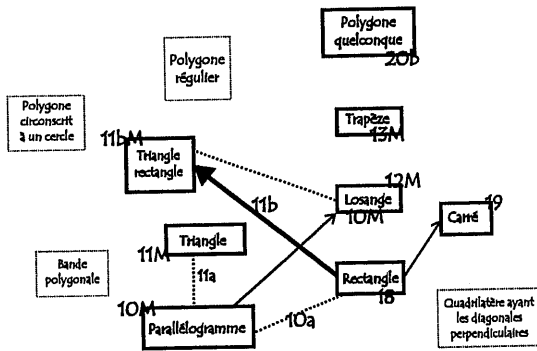 Polygone
quelconque
20b
Polygone
régulier
Polygone
circonscrit
à un cercle
11bM
Triangle
rectangle
Trapèze
13M
12M
Losange
10M
19
Carré
11b
Triangle
11M
11a
Bande
polygonale
Rectangle
18
10M
Parallélogramme
10a
Quadrilatère ayant
les diagonales
perpendiculaires